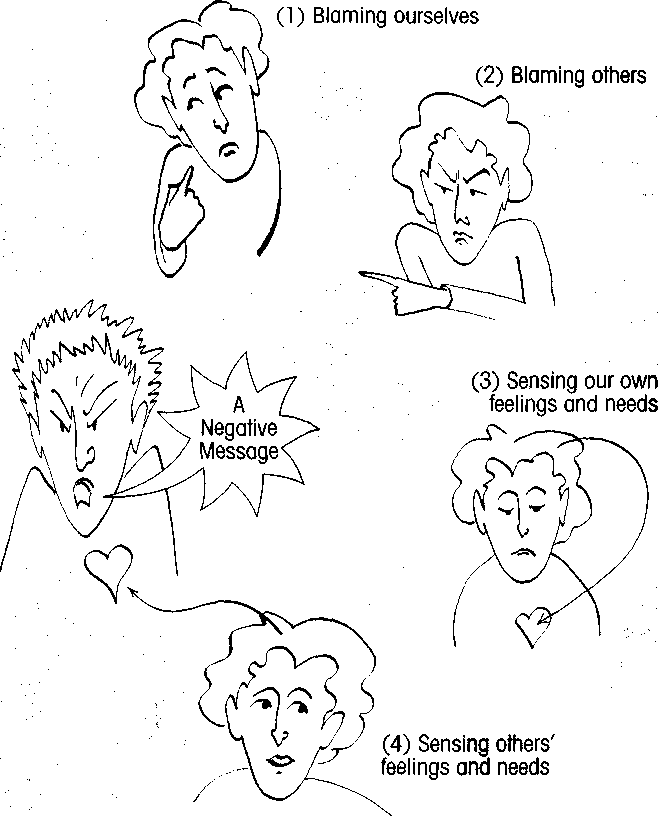 (1) Blaming ourselves
(2) Blaming others
A
Negative
Message
(3) Sensing our own
feelings and needs
(4) Sensing others'
feelings and needs